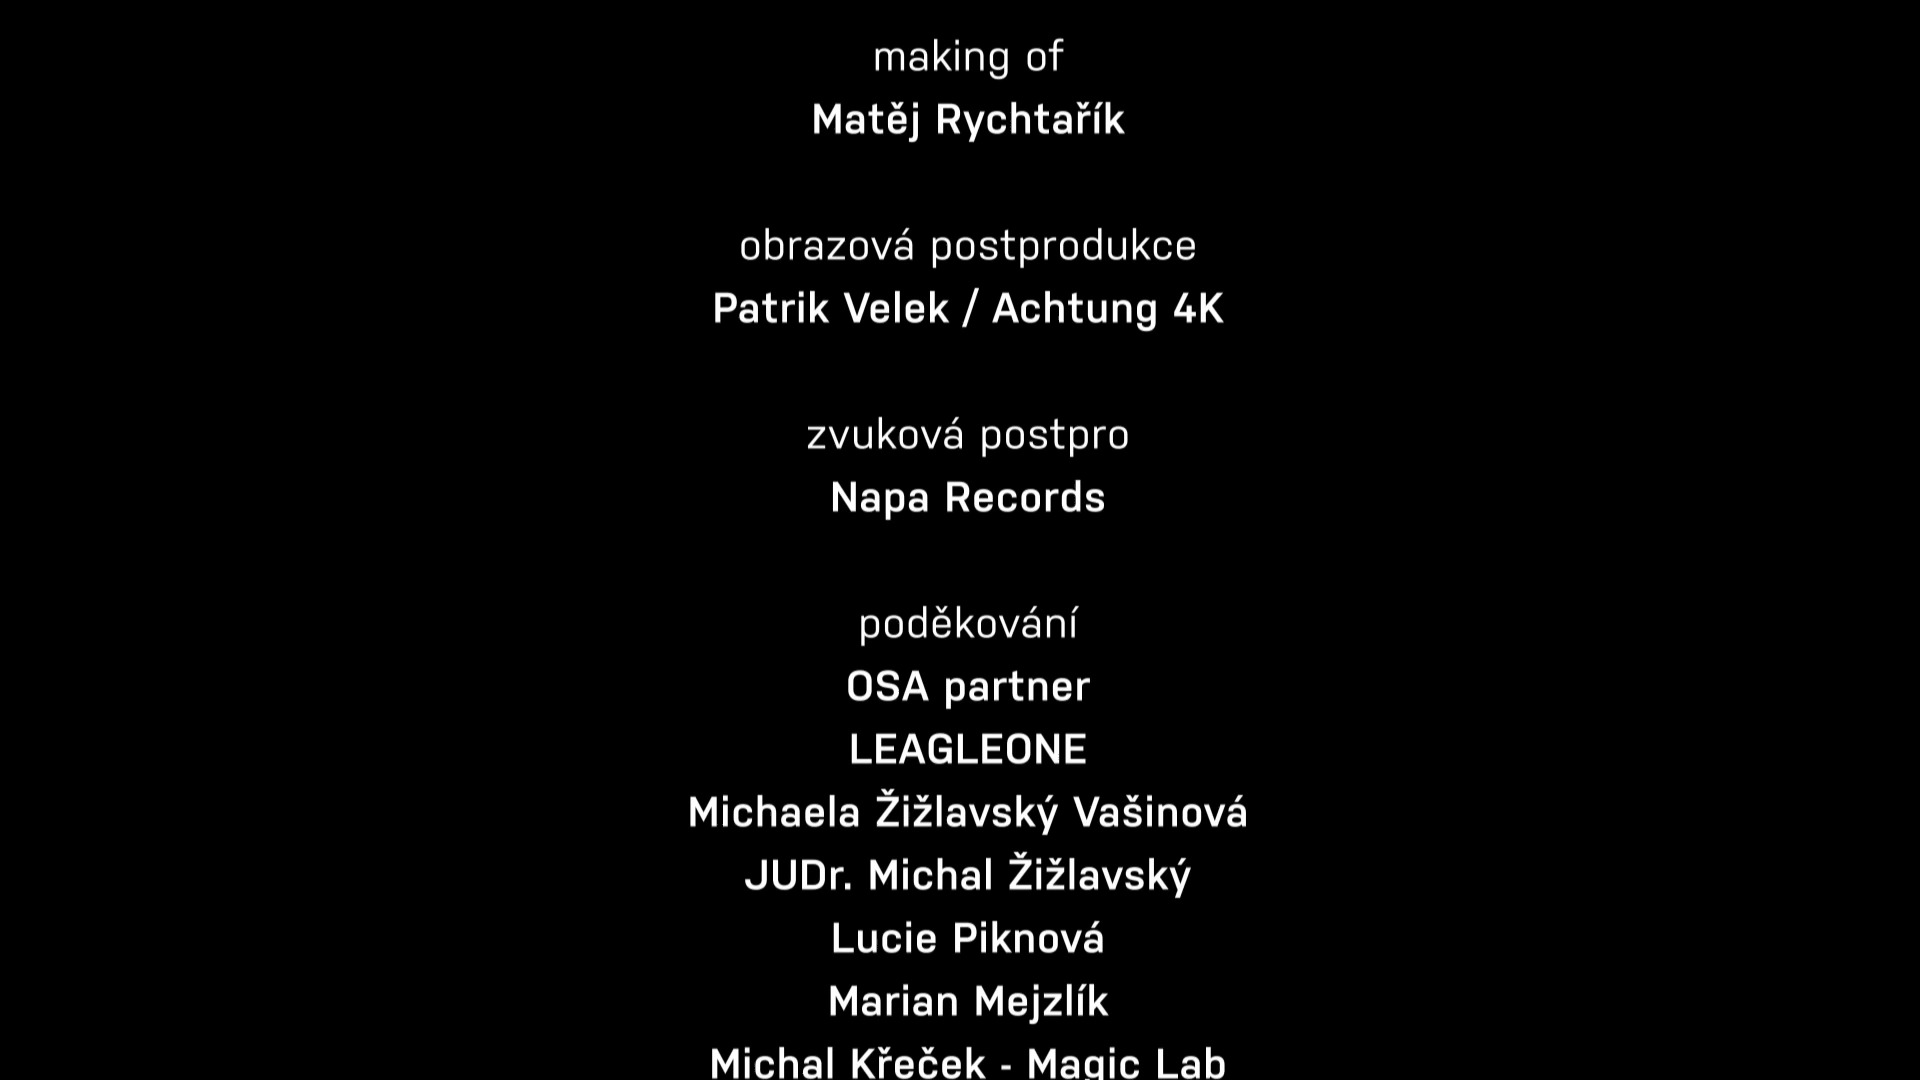 making of
Matěj Rychtařík
obrazová postprodukce
Patrik Velek / Achtung 4K
zvuková postpro
Napa Records
poděkování
OSA partner
LEAGLEONE
Michaela Žižlavský Vašinová
JUDr. Michal Žižlavský
Lucie Piknová
Marian Mejzlík
Michal Křeček - Magic Lab